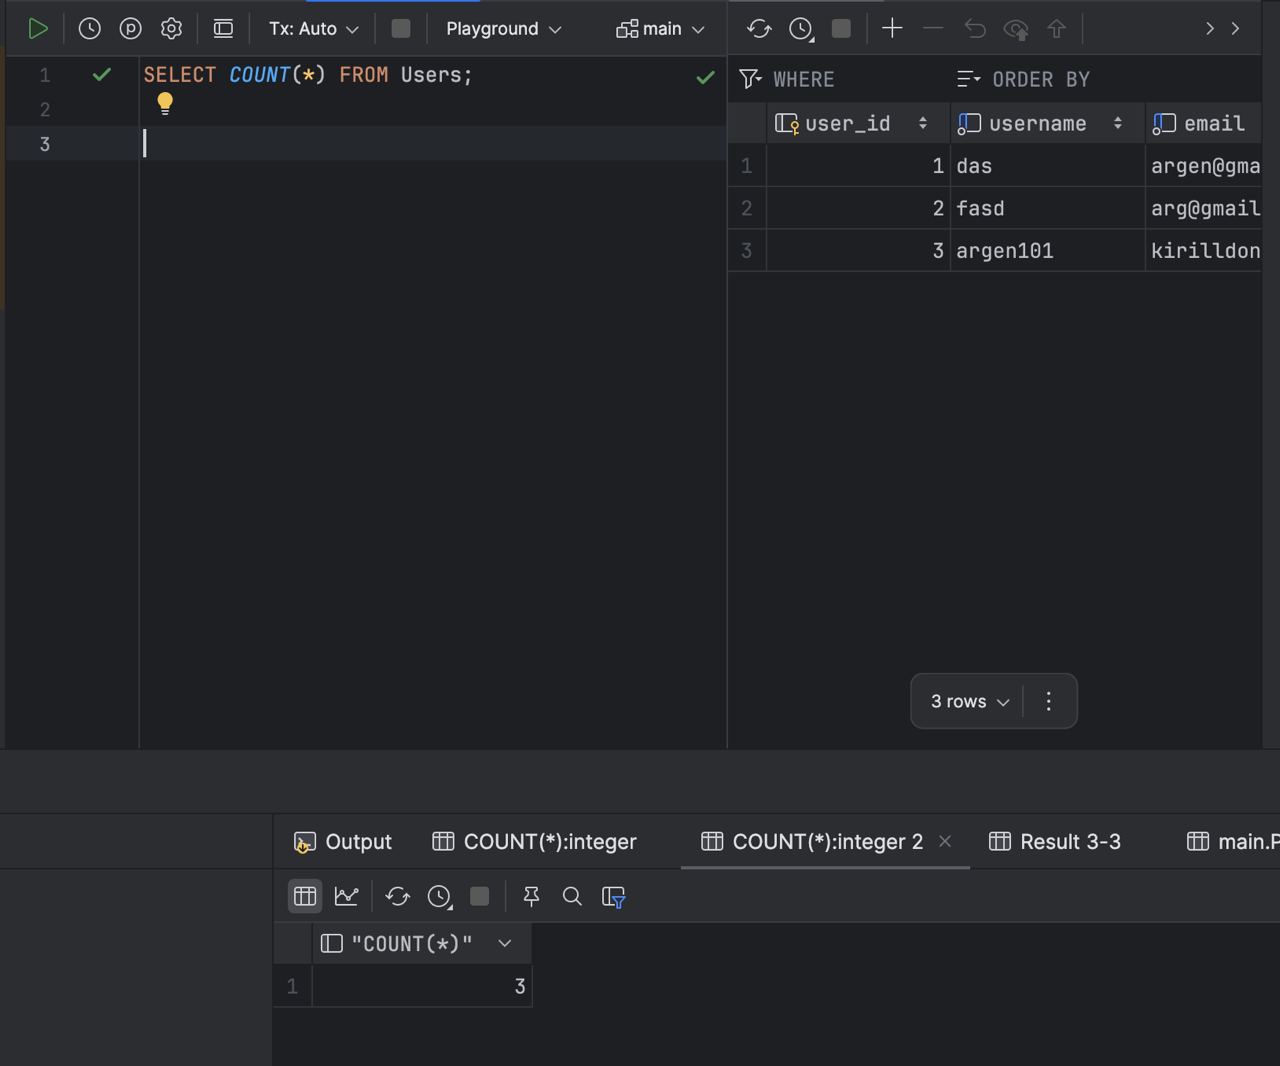 Tx: Auto
Playground
main
1 SELECT COUNT(*) FROM Users;
2
3
WHERE
ORDER BY
user_id username email
1 1 das argen@gma
2 2 fasd arg@gmail
3 3 argen101 kirilldon
3 rows
Output COUNT(*):integer COUNT(*):integer 2 Result 3-3 main.P
"COUNT(*)"
1 3